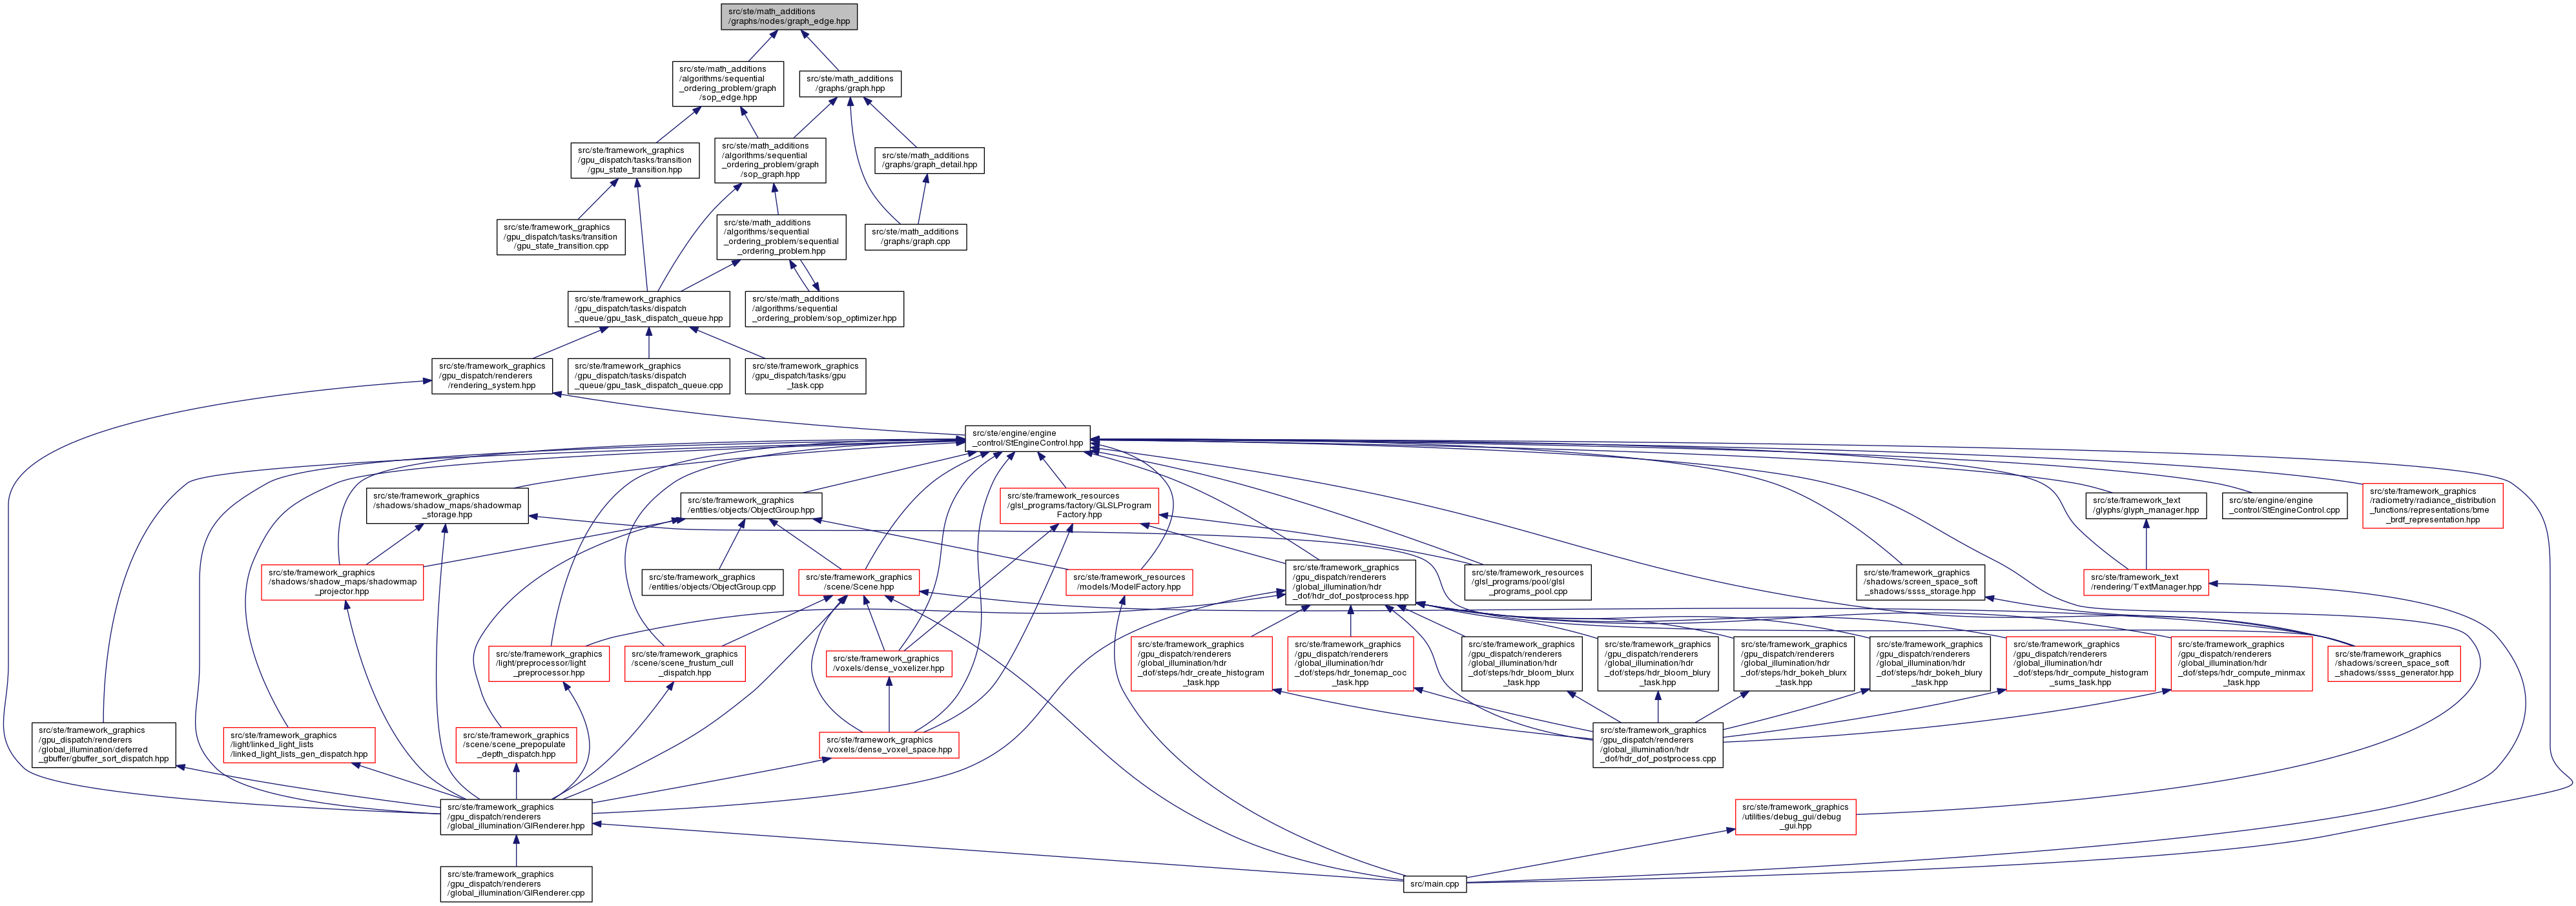 src/ste/math_additions
/graphs/nodes/graph_edge.hpp
src/ste/math_additions
/algorithms/sequential
_ordering_problem/graph
/sop_edge.hpp
src/ste/math_additions
/graphs/graph.hpp
src/ste/framework_graphics
/gpu_dispatch/tasks/transition
/gpu_state_transition.hpp
src/ste/math_additions
/algorithms/sequential
_ordering_problem/graph
/sop_graph.hpp
src/ste/math_additions
/graphs/graph_detail.hpp
src/ste/framework_graphics
/gpu_dispatch/tasks/transition
/gpu_state_transition.cpp
src/ste/math_additions
/algorithms/sequential
_ordering_problem/sequential
_ordering_problem.hpp
src/ste/math_additions
/graphs/graph.cpp
src/ste/framework_graphics
/gpu_dispatch/tasks/dispatch
_queue/gpu_task_dispatch_queue.hpp
src/ste/math_additions
/algorithms/sequential
_ordering_problem/sop_optimizer.hpp
src/ste/framework_graphics
/gpu_dispatch/renderers
/rendering_system.hpp
src/ste/framework_graphics
/gpu_dispatch/tasks/dispatch
_queue/gpu_task_dispatch_queue.cpp
src/ste/framework_graphics
/gpu_dispatch/tasks/gpu
_task.cpp
src/ste/engine/engine
_control/StEngineControl.hpp
src/ste/framework_graphics
/shadows/shadow_maps/shadowmap
_storage.hpp
src/ste/framework_graphics
/entities/objects/ObjectGroup.hpp
src/ste/framework_resources
/glsl_programs/factory/GLSLProgram
Factory.hpp
src/ste/framework_text
/glyphs/glyph_manager.hpp
src/ste/engine/engine
_control/StEngineControl.cpp
src/ste/framework_graphics
/radiometry/radiance_distribution
_functions/representations/bme
_brdf_representation.hpp
src/ste/framework_graphics
/shadows/shadow_maps/shadowmap
_projector.hpp
src/ste/framework_graphics
/entities/objects/ObjectGroup.cpp
src/ste/framework_graphics
/scene/Scene.hpp
src/ste/framework_resources
/models/ModelFactory.hpp
src/ste/framework_graphics
/gpu_dispatch/renderers
/global_illumination/hdr
_dof/hdr_dof_postprocess.hpp
src/ste/framework_resources
/glsl_programs/pool/glsl
_programs_pool.cpp
src/ste/framework_graphics
/shadows/screen_space_soft
_shadows/ssss_storage.hpp
src/ste/framework_text
/rendering/TextManager.hpp
src/ste/framework_graphics
/light/preprocessor/light
_preprocessor.hpp
src/ste/framework_graphics
/scene/scene_frustum_cull
_dispatch.hpp
src/ste/framework_graphics
/voxels/dense_voxelizer.hpp
src/ste/framework_graphics
/gpu_dispatch/renderers
/global_illumination/hdr
_dof/steps/hdr_create_histogram
_task.hpp
src/ste/framework_graphics
/gpu_dispatch/renderers
/global_illumination/hdr
_dof/steps/hdr_tonemap_coc
_task.hpp
src/ste/framework_graphics
/gpu_dispatch/renderers
/global_illumination/hdr
_dof/steps/hdr_bloom_blurx
_task.hpp
src/ste/framework_graphics
/gpu_dispatch/renderers
/global_illumination/hdr
_dof/steps/hdr_bloom_blury
_task.hpp
src/ste/framework_graphics
/gpu_dispatch/renderers
/global_illumination/hdr
_dof/steps/hdr_bokeh_blurx
_task.hpp
src/ste/framework_graphics
/gpu_dispatch/renderers
/global_illumination/hdr
_dof/steps/hdr_bokeh_blury
_task.hpp
src/ste/framework_graphics
/gpu_dispatch/renderers
/global_illumination/hdr
_dof/steps/hdr_compute_histogram
_sums_task.hpp
src/ste/framework_graphics
/gpu_dispatch/renderers
/global_illumination/hdr
_dof/steps/hdr_compute_minmax
_task.hpp
src/ste/framework_graphics
/shadows/screen_space_soft
_shadows/ssss_generator.hpp
src/ste/framework_graphics
/gpu_dispatch/renderers
/global_illumination/deferred
_gbuffer/gbuffer_sort_dispatch.hpp
src/ste/framework_graphics
/light/linked_light_lists
/linked_light_lists_gen_dispatch.hpp
src/ste/framework_graphics
/scene/scene_prepopulate
_depth_dispatch.hpp
src/ste/framework_graphics
/voxels/dense_voxel_space.hpp
src/ste/framework_graphics
/gpu_dispatch/renderers
/global_illumination/hdr
_dof/hdr_dof_postprocess.cpp
src/ste/framework_graphics
/gpu_dispatch/renderers
/global_illumination/GIRenderer.hpp
src/ste/framework_graphics
/utilities/debug_gui/debug
_gui.hpp
src/ste/framework_graphics
/gpu_dispatch/renderers
/global_illumination/GIRenderer.cpp
src/main.cpp